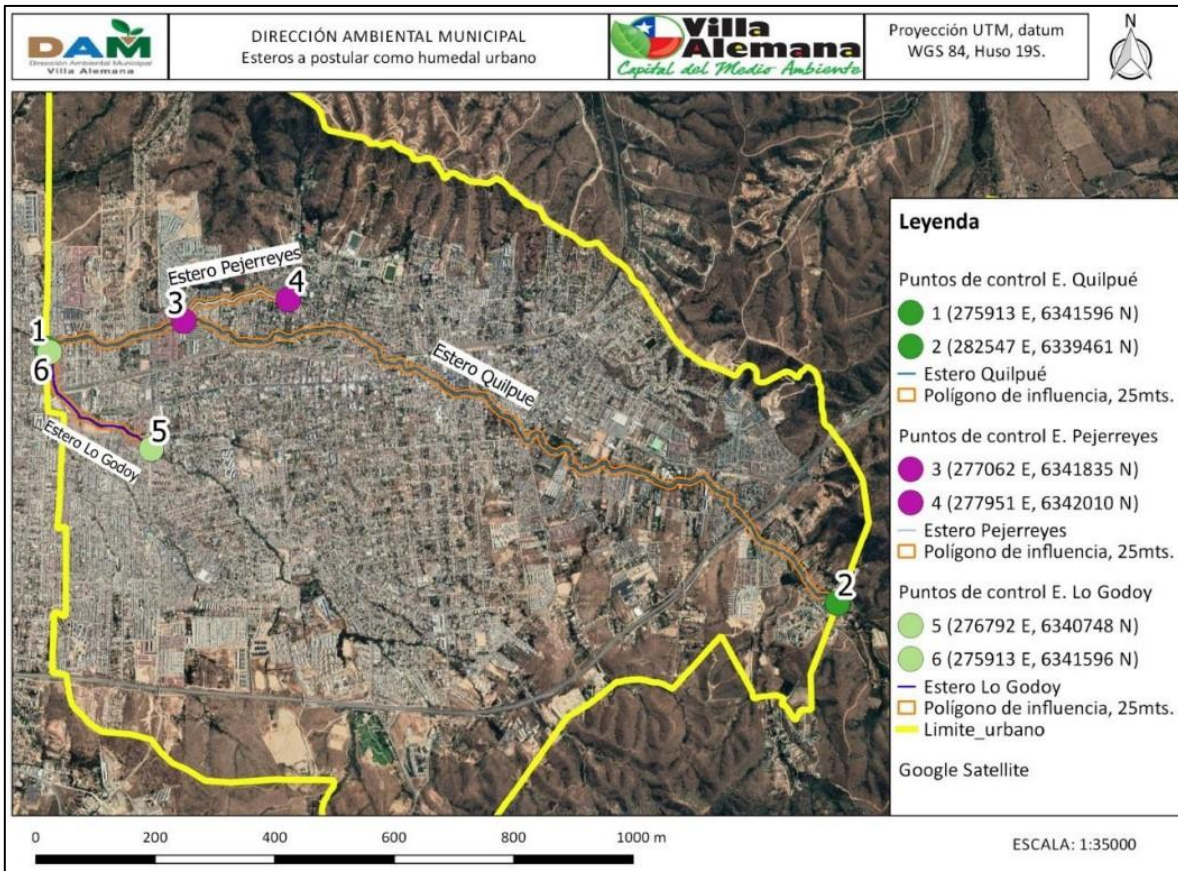 DAM
Dirección Ambiental Municipal
Villa Alemana
DIRECCIÓN AMBIENTAL MUNICIPAL
Esteros a postular como humedal urbano
Villa
Alemana
Capital del Medio Ambiente
Proyección UTM, datum
WGS 84, Huso 19S.
N
Estero Pejerreyes
4
3
1
6
5
Estero Lo Godoy
Estero Quilpue
2
Leyenda
Puntos de control E. Quilpué
1 (275913 E, 6341596 N)
2 (282547 E, 6339461 N)
Estero Quilpué
Polígono de influencia, 25mts.
Puntos de control E. Pejerreyes
3 (277062 E, 6341835 N)
4 (277951 E, 6342010 N)
Estero Pejerreyes
Polígono de influencia, 25mts.
Puntos de control E. Lo Godoy
5 (276792 E, 6340748 N)
6 (275913 E, 6341596 N)
Estero Lo Godoy
Polígono de influencia, 25mts.
Limite_urbano
Google Satellite
0 200 400 600 800 1000 m
ESCALA: 1:35000